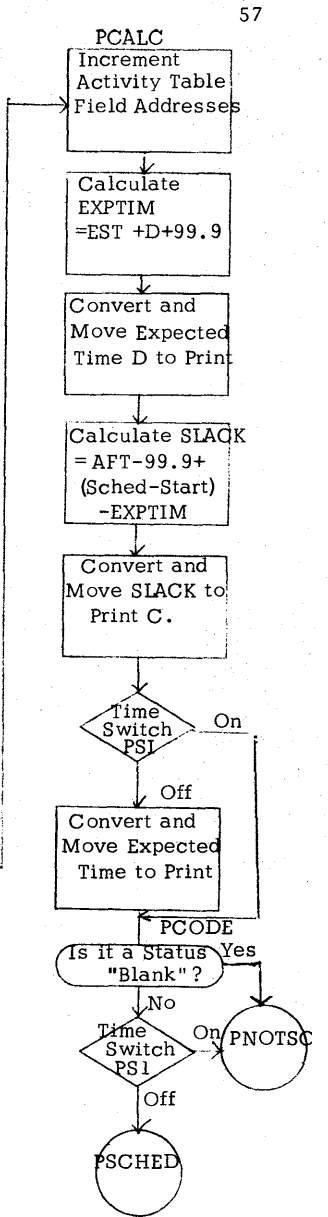 57
PCALC
Increment
Activity Table
Field Addresses
Calculate
EXPTIM
=EST +D+99.9
Convert and
Move Expected
Time D to Print
Calculate SLACK
= AFT-99.9+
(Sched-Start)
-EXPTIM
Convert and
Move SLACK to
Print C.
Time
Switch
PSI
On
Off
Convert and
Move Expected
Time to Print
PCODE
Is it a Status
"Blank"?
Yes
No
Time
Switch
PS1
On
PNOTSC
Off
PSCHED